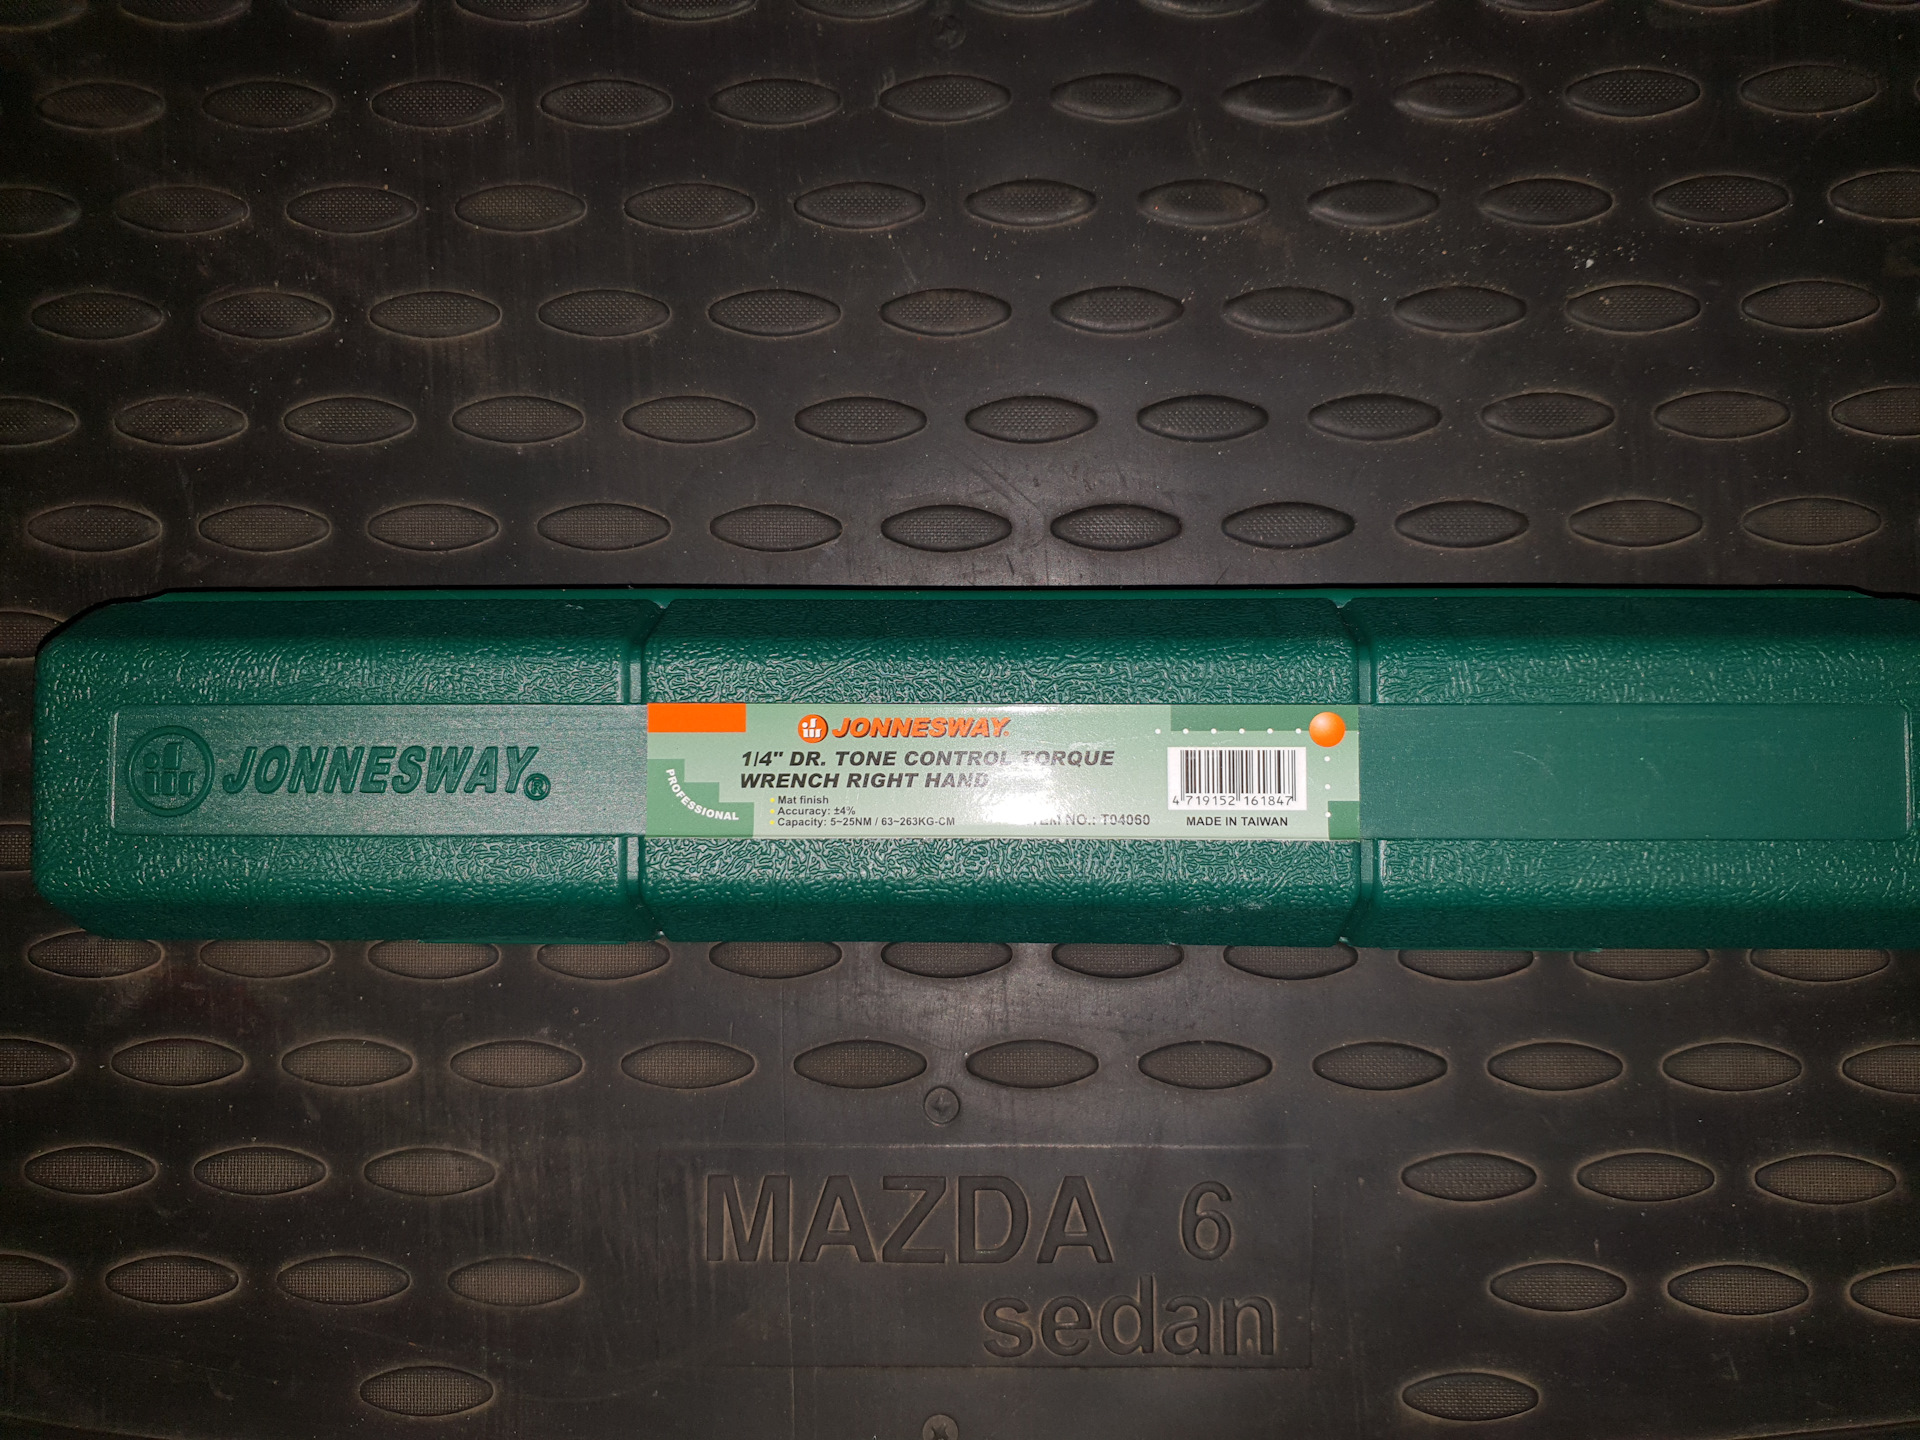 JONNESWAY®
JONNESWAY®
1/4" DR. TONE CONTROL TORQUE
WRENCH RIGHT HAND
PROFESSIONAL
Mat finish
Accuracy: ±4%
Capacity: 5~25NM / 63~263KG-CM
NO.: T04060
4 719152 161847
MADE IN TAIWAN
MAZDA 6
sedan